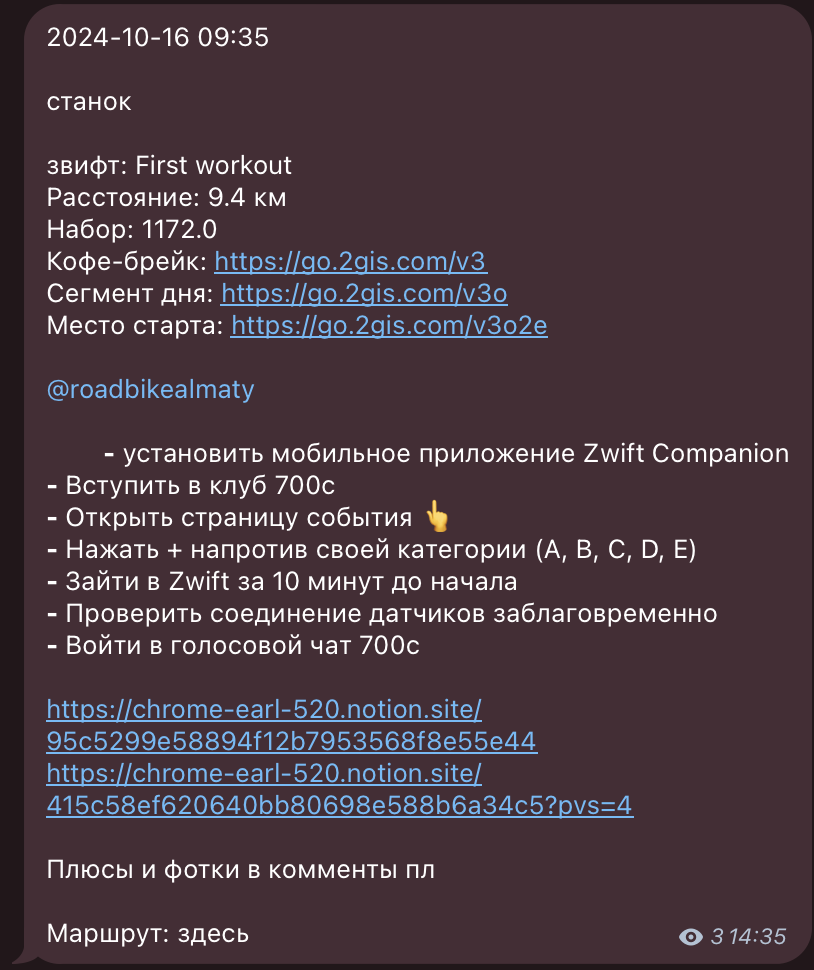 2024-10-16 09:35
станок
звифт: First workout
Расстояние: 9.4 км
Набор: 1172.0
Кофе-брейк: https://go.2gis.com/v3
Сегмент дня: https://go.2gis.com/v3o
Место старта: https://go.2gis.com/v3o2e
@roadbikealmaty
- установить мобильное приложение Zwift Companion
- Вступить в клуб 700c
- Открыть страницу события 👆
- Нажать + напротив своей категории (A, B, C, D, E)
- Зайти в Zwift за 10 минут до начала
- Проверить соединение датчиков заблаговременно
- Войти в голосовой чат 700c
https://chrome-earl-520.notion.site/
95c5299e58894f12b7953568f8e55e44
https://chrome-earl-520.notion.site/
415c58ef620640bb80698e588b6a34c5?pvs=4
Плюсы и фотки в комменты пл
Маршрут: здесь
3 14:35